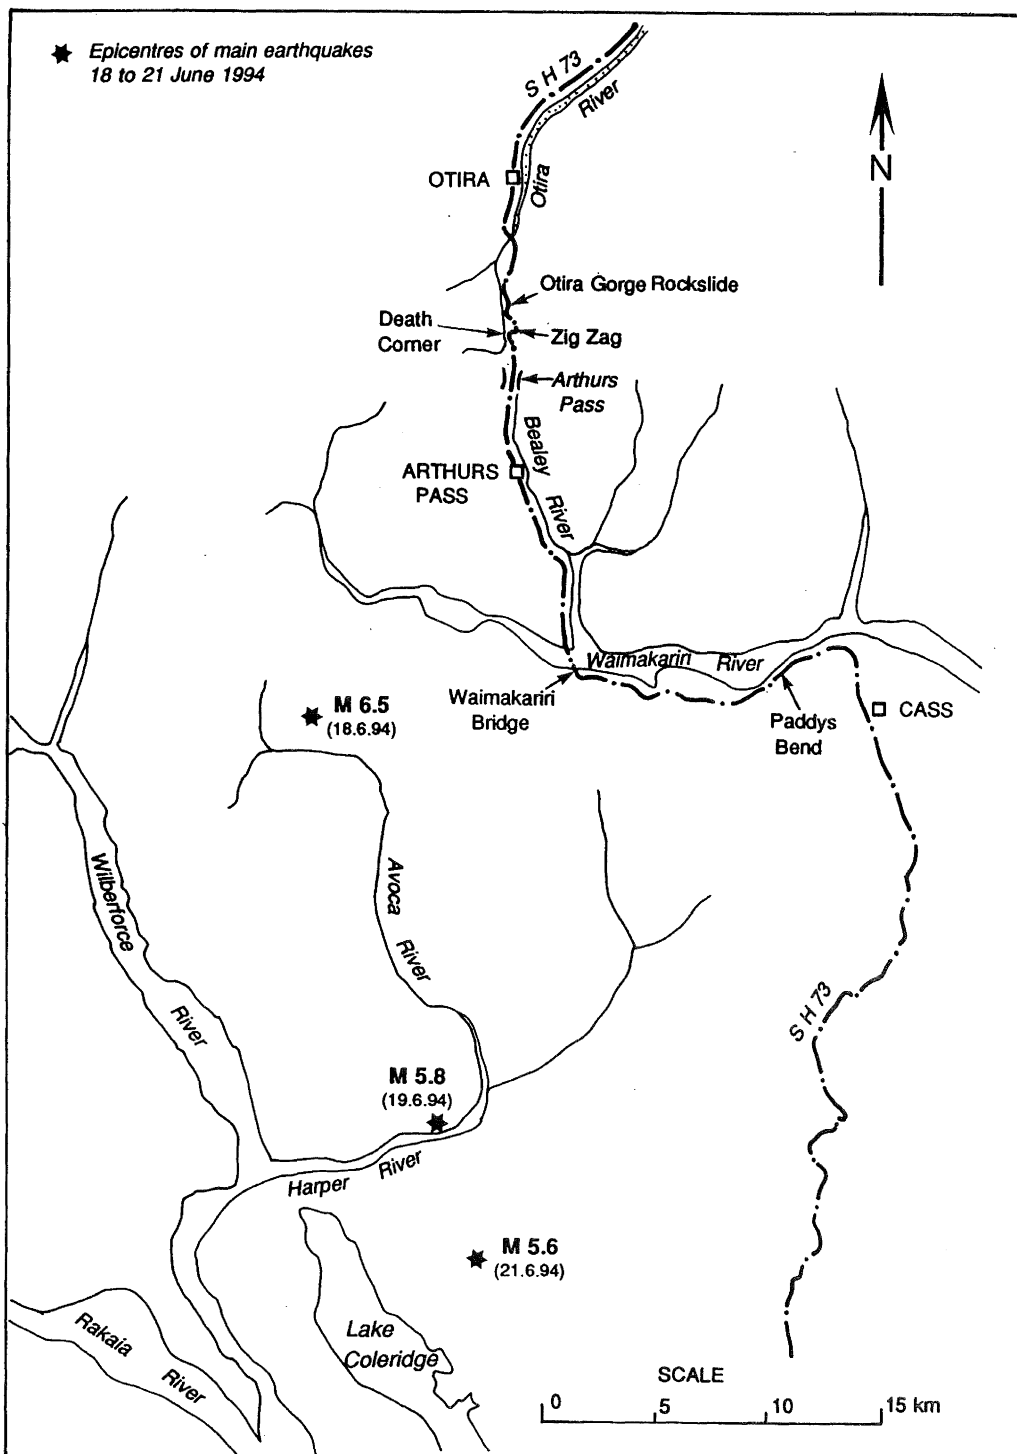 Epicentres of main earthquakes
18 to 21 June 1994
S H 73
River
Otira
OTIRA
N
Otira Gorge Rockslide
Death
Corner
Zig Zag
Arthurs
Pass
Bealey
River
ARTHURS
PASS
Waimakariri River
Waimakariri
Bridge
Paddys
Bend
CASS
M 6.5
(18.6.94)
Wilberforce
River
Avoca
River
S H 73
M 5.8
(19.6.94)
Harper River
M 5.6
(21.6.94)
Rakaia
River
Lake
Coleridge
SCALE
0 5 10 15 km